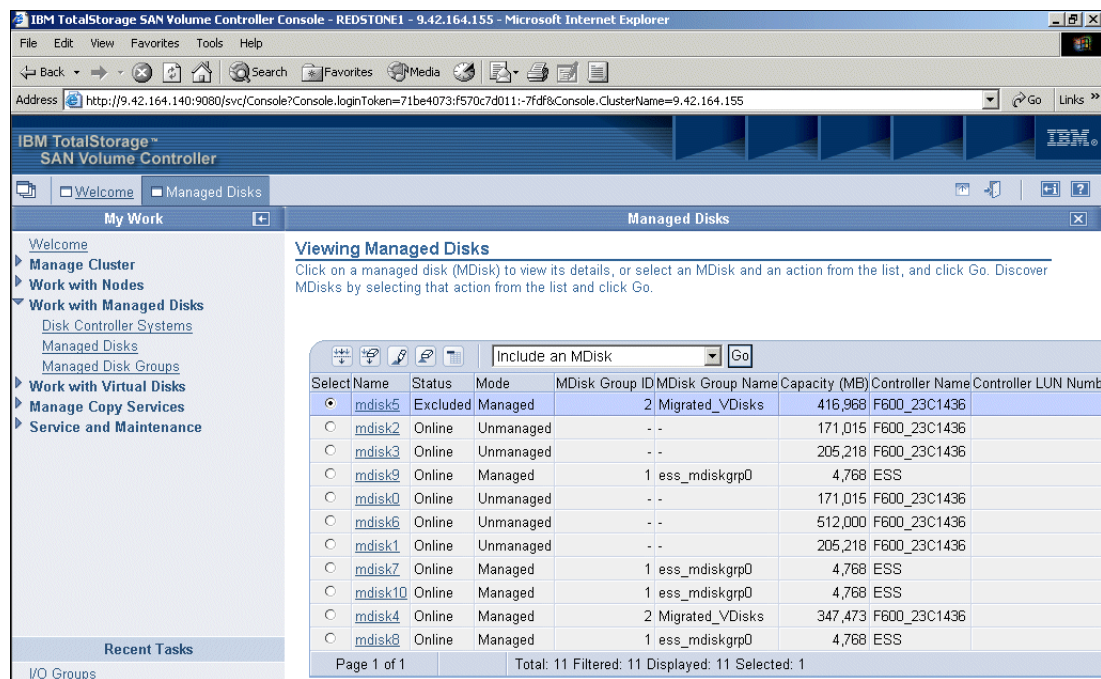 IBM TotalStorage SAN Volume Controller Console - REDSTONE1 - 9.42.164.155 - Microsoft Internet Explorer
File Edit View Favorites Tools Help
Back Search Favorites Media
Address http://9.42.164.140:9080/svc/Console?Console.loginToken=71be4073:f570c7d011:-7fdf&Console.ClusterName=9.42.164.155 Go Links »
IBM TotalStorage™
SAN Volume Controller
IBM®
Welcome Managed Disks
My Work Managed Disks
Welcome
Manage Cluster
Work with Nodes
Work with Managed Disks
Disk Controller Systems
Managed Disks
Managed Disk Groups
Work with Virtual Disks
Manage Copy Services
Service and Maintenance
Recent Tasks
I/O Groups
Viewing Managed Disks
Click on a managed disk (MDisk) to view its details, or select an MDisk and an action from the list, and click Go. Discover
MDisks by selecting that action from the list and click Go.
Include an MDisk Go
Select Name Status Mode MDisk Group ID MDisk Group Name Capacity (MB) Controller Name Controller LUN Numb
mdisk5 Excluded Managed 2 Migrated_VDisks 416,968 F600_23C1436
mdisk2 Online Unmanaged - - 171,015 F600_23C1436
mdisk3 Online Unmanaged - - 205,218 F600_23C1436
mdisk9 Online Managed 1 ess_mdiskgrp0 4,768 ESS
mdisk0 Online Unmanaged - - 171,015 F600_23C1436
mdisk6 Online Unmanaged - - 512,000 F600_23C1436
mdisk1 Online Unmanaged - - 205,218 F600_23C1436
mdisk7 Online Managed 1 ess_mdiskgrp0 4,768 ESS
mdisk10 Online Managed 1 ess_mdiskgrp0 4,768 ESS
mdisk4 Online Managed 2 Migrated_VDisks 347,473 F600_23C1436
mdisk8 Online Managed 1 ess_mdiskgrp0 4,768 ESS
Page 1 of 1 Total: 11 Filtered: 11 Displayed: 11 Selected: 1